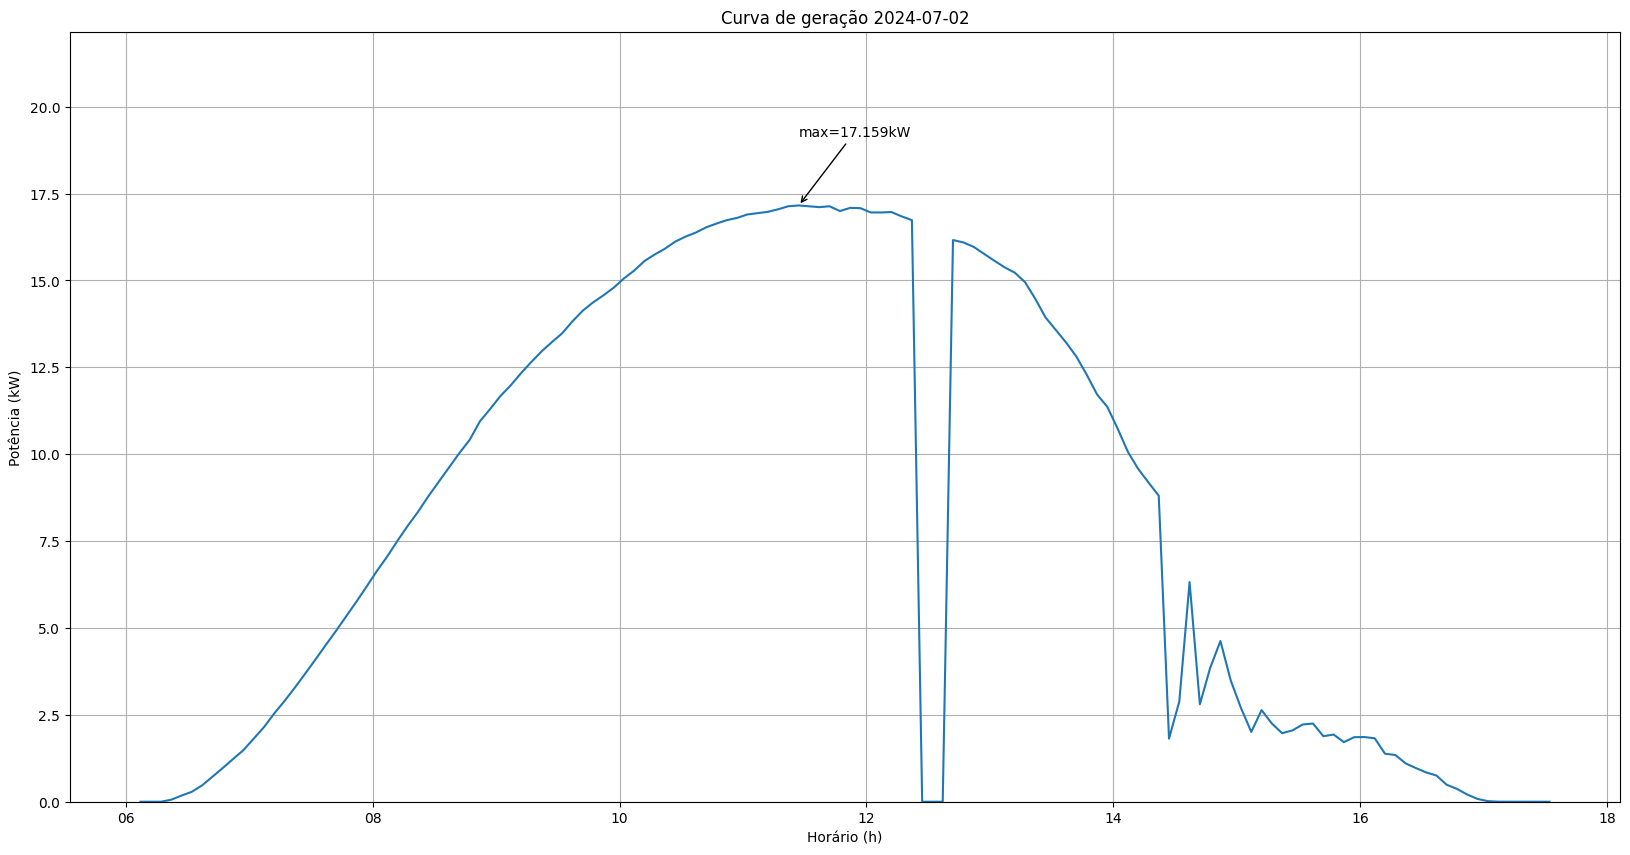 Curva de geração 2024-07-02
20.0
max=17.159kW
17.5
15.0
12.5
10.0
7.5
5.0
2.5
0.0
Potência (kW)
06 08 10 12 14 16 18
Horário (h)